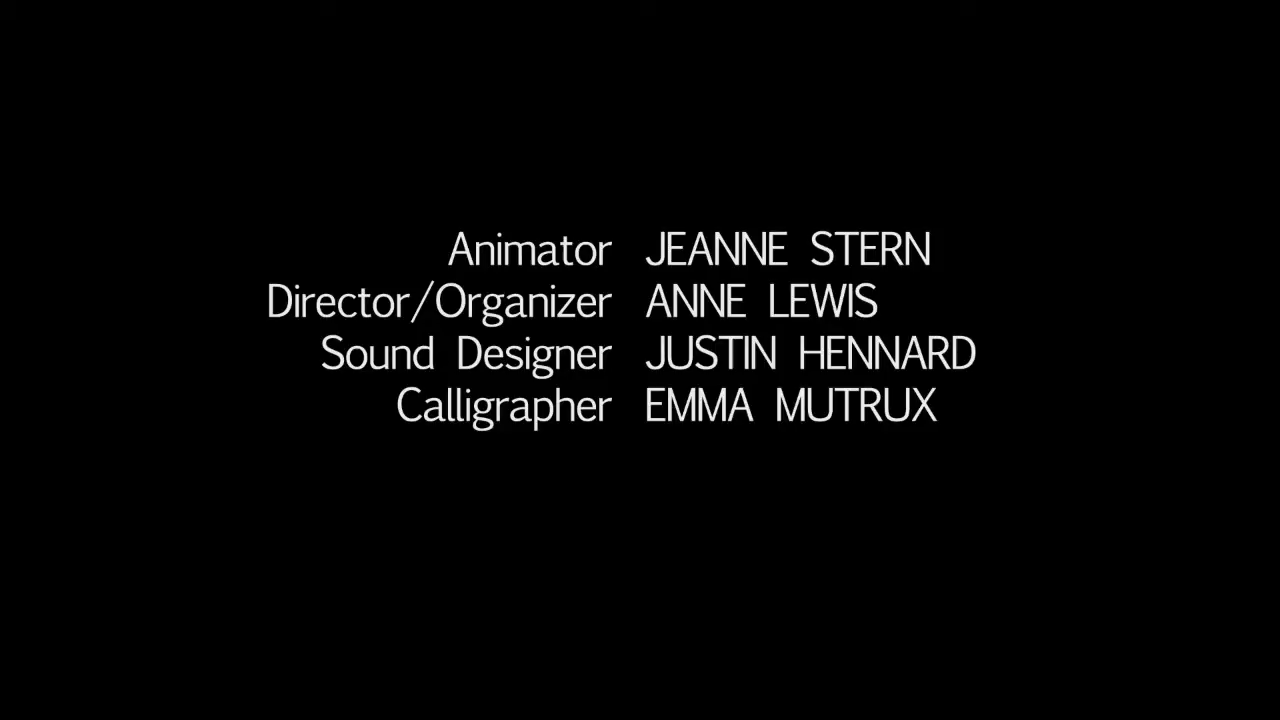 Animator JEANNE STERN
Director/Organizer ANNE LEWIS
Sound Designer JUSTIN HENNARD
Calligrapher EMMA MUTRUX